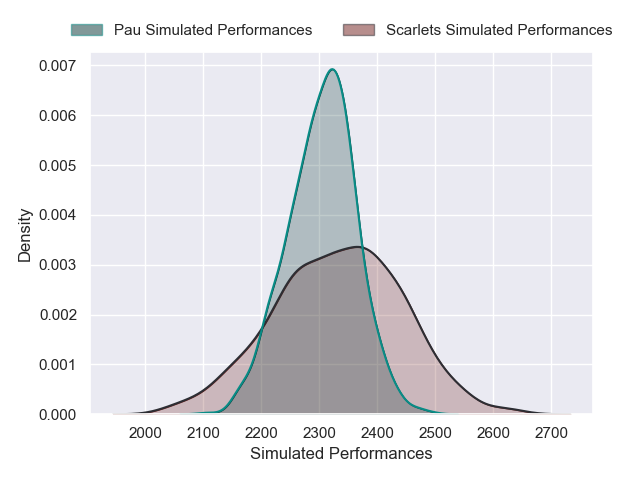 Pau Simulated Performances
Scarlets Simulated Performances
0.007
0.006
0.005
0.004
0.003
0.002
0.001
0.000
Density
2000 2100 2200 2300 2400 2500 2600 2700
Simulated Performances